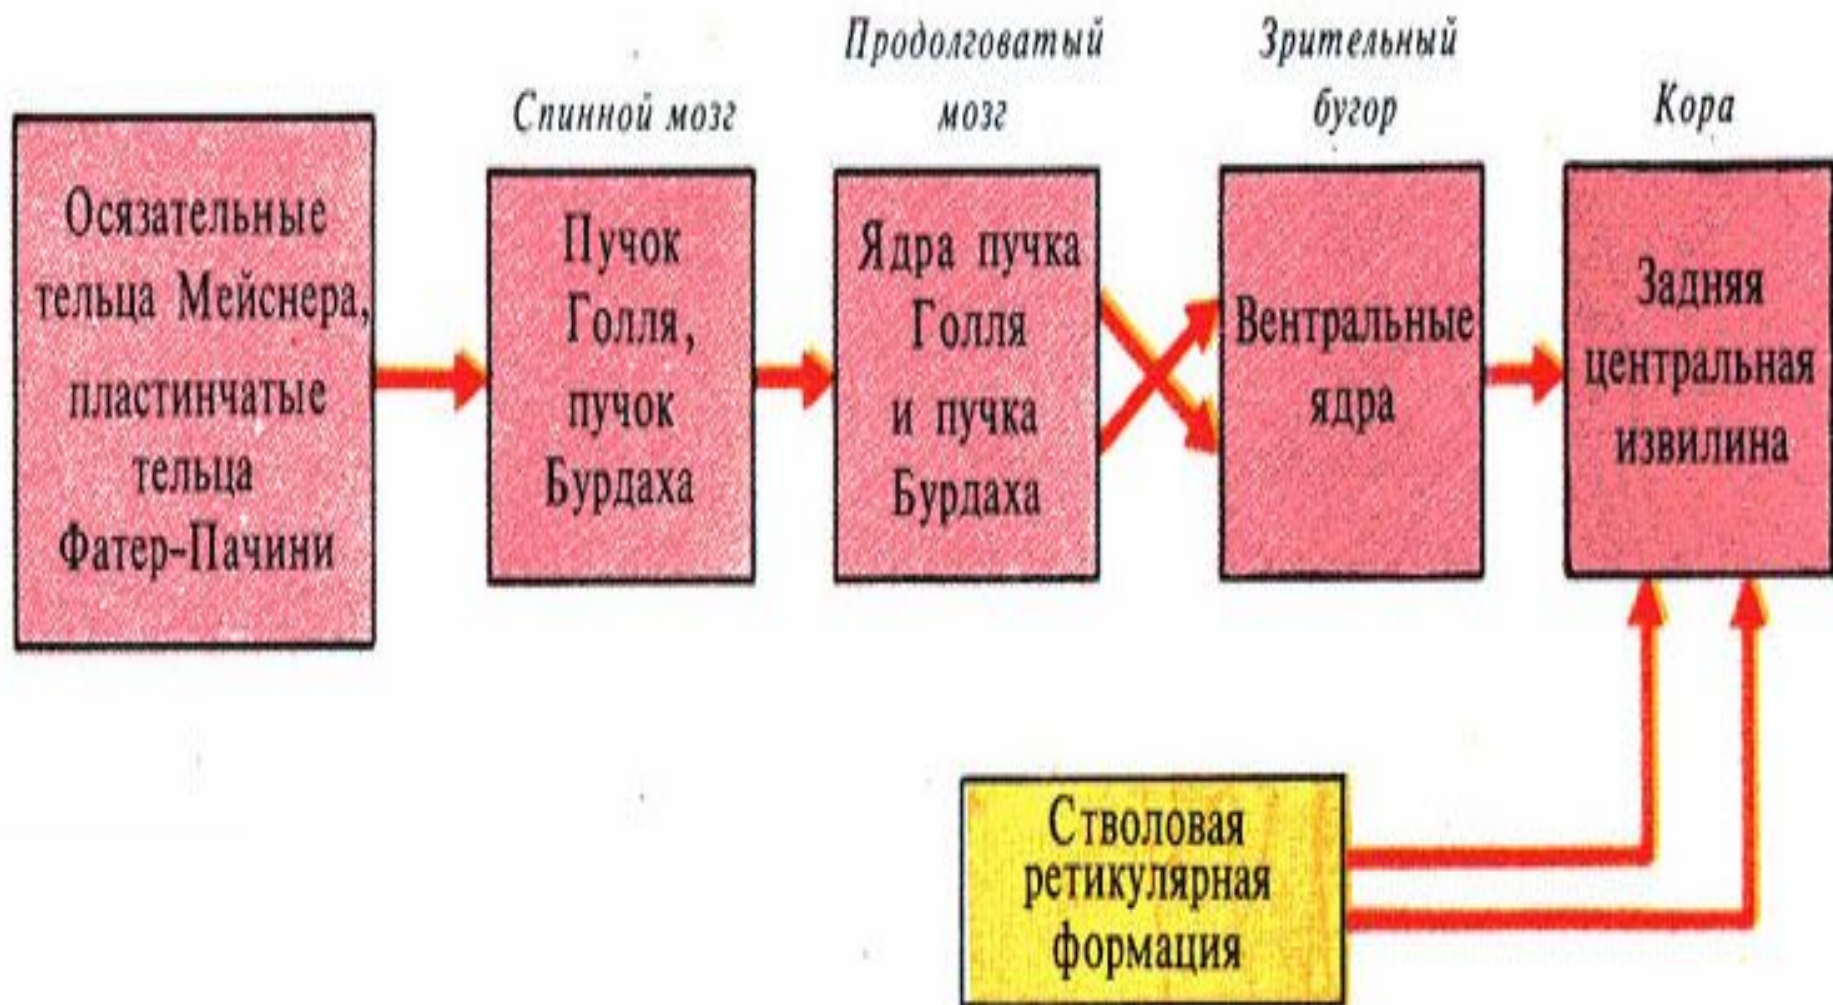 Осязательные
тельца Мейснера,
пластинчатые
тельца
Фатер-Пачини
Спинной мозг
Пучок
Голля,
пучок
Бурдаха
Продолговатый
мозг
Ядра пучка
Голля
и пучка
Бурдаха
Зрительный
бугор
Вентральные
ядра
Кора
Задняя
центральная
извилина
Стволовая
ретикулярная
формация